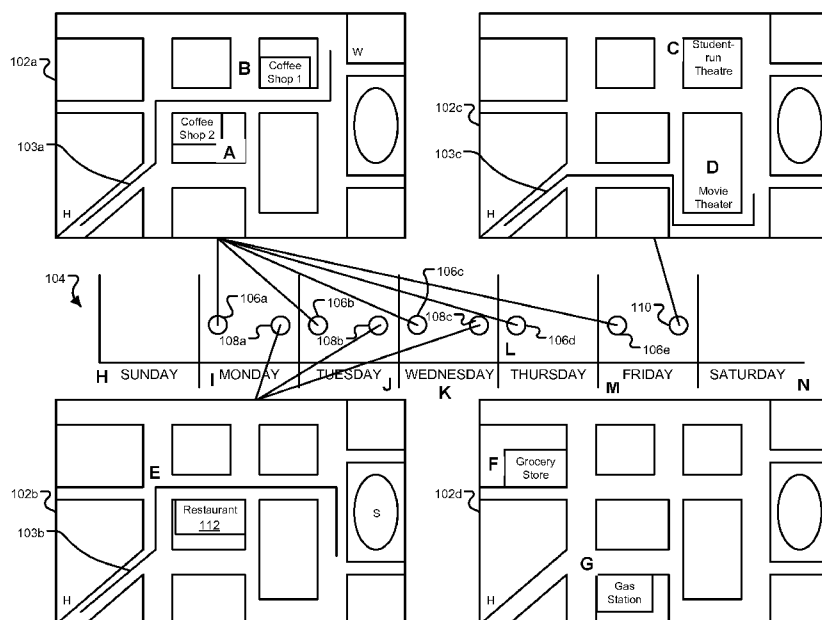 W
102a
B
Coffee
Shop 1
Coffee
Shop 2
103a
A
H
C
Student-
run
Theatre
102c
103c
D
Movie
Theater
H
104
106a
106b
106c
108a
108b
108c
106d
106e
110
L
H SUNDAY I MONDAY TUESDAY J WEDNESDAY THURSDAY M FRIDAY SATURDAY N
K
E
102b
Restaurant
112
S
103b
H
F
Grocery
Store
102d
G
Gas
Station
H